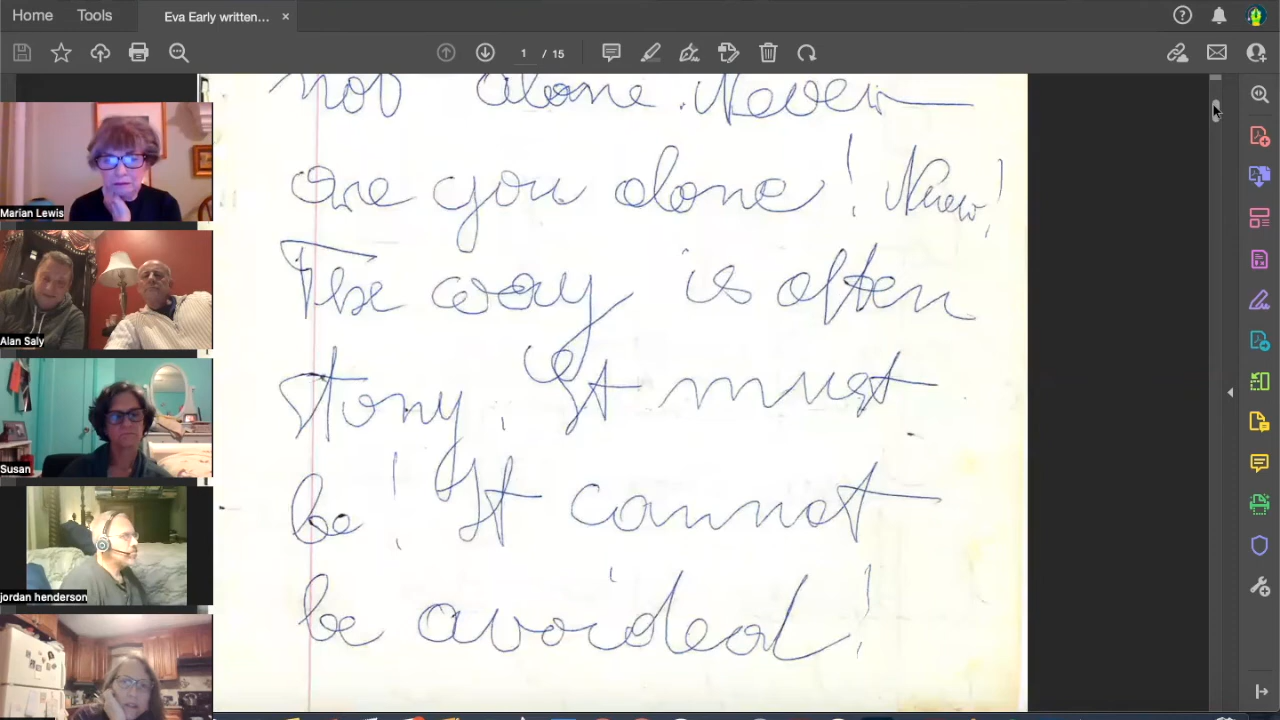 Home
Tools
Eva Early written...
1 / 15
not alone. Never
are you alone! Never!
The way is often
stony. It must
be! It cannot
be avoided!
Marian Lewis
Alan Saly
Susan
jordan henderson